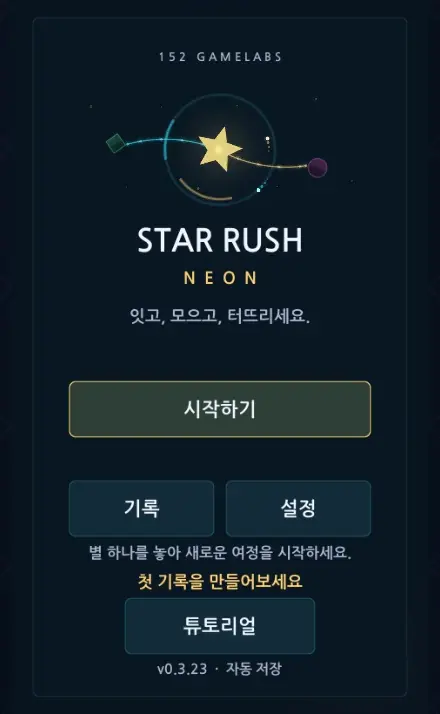 152 GAMELABS
STAR RUSH
NEON
잇고, 모으고, 터뜨리세요.
시작하기
기록 설정
별 하나를 놓아 새로운 여정을 시작하세요.
첫 기록을 만들어보세요
튜토리얼
v0.3.23 · 자동 저장